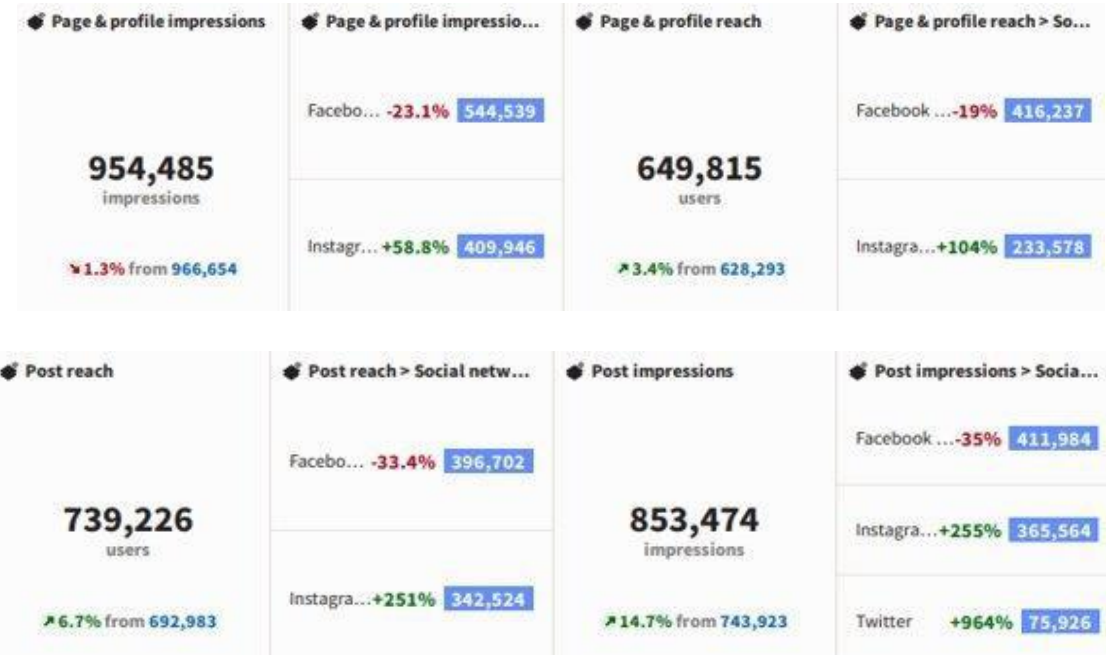 Page & profile impressions
954,485
impressions
1.3% from 966,654
Page & profile impressio...
Facebo... -23.1% 544,539
Instagr... +58.8% 409,946
Page & profile reach
649,815
users
3.4% from 628,293
Page & profile reach > So...
Facebook ...-19% 416,237
Instagra...+104% 233,578
Post reach
739,226
users
6.7% from 692,983
Post reach > Social netw...
Facebo... -33.4% 396,702
Instagra...+251% 342,524
Post impressions
853,474
impressions
14.7% from 743,923
Post impressions > Socia...
Facebook ...-35% 411,984
Instagra...+255% 365,564
Twitter +964% 75,926